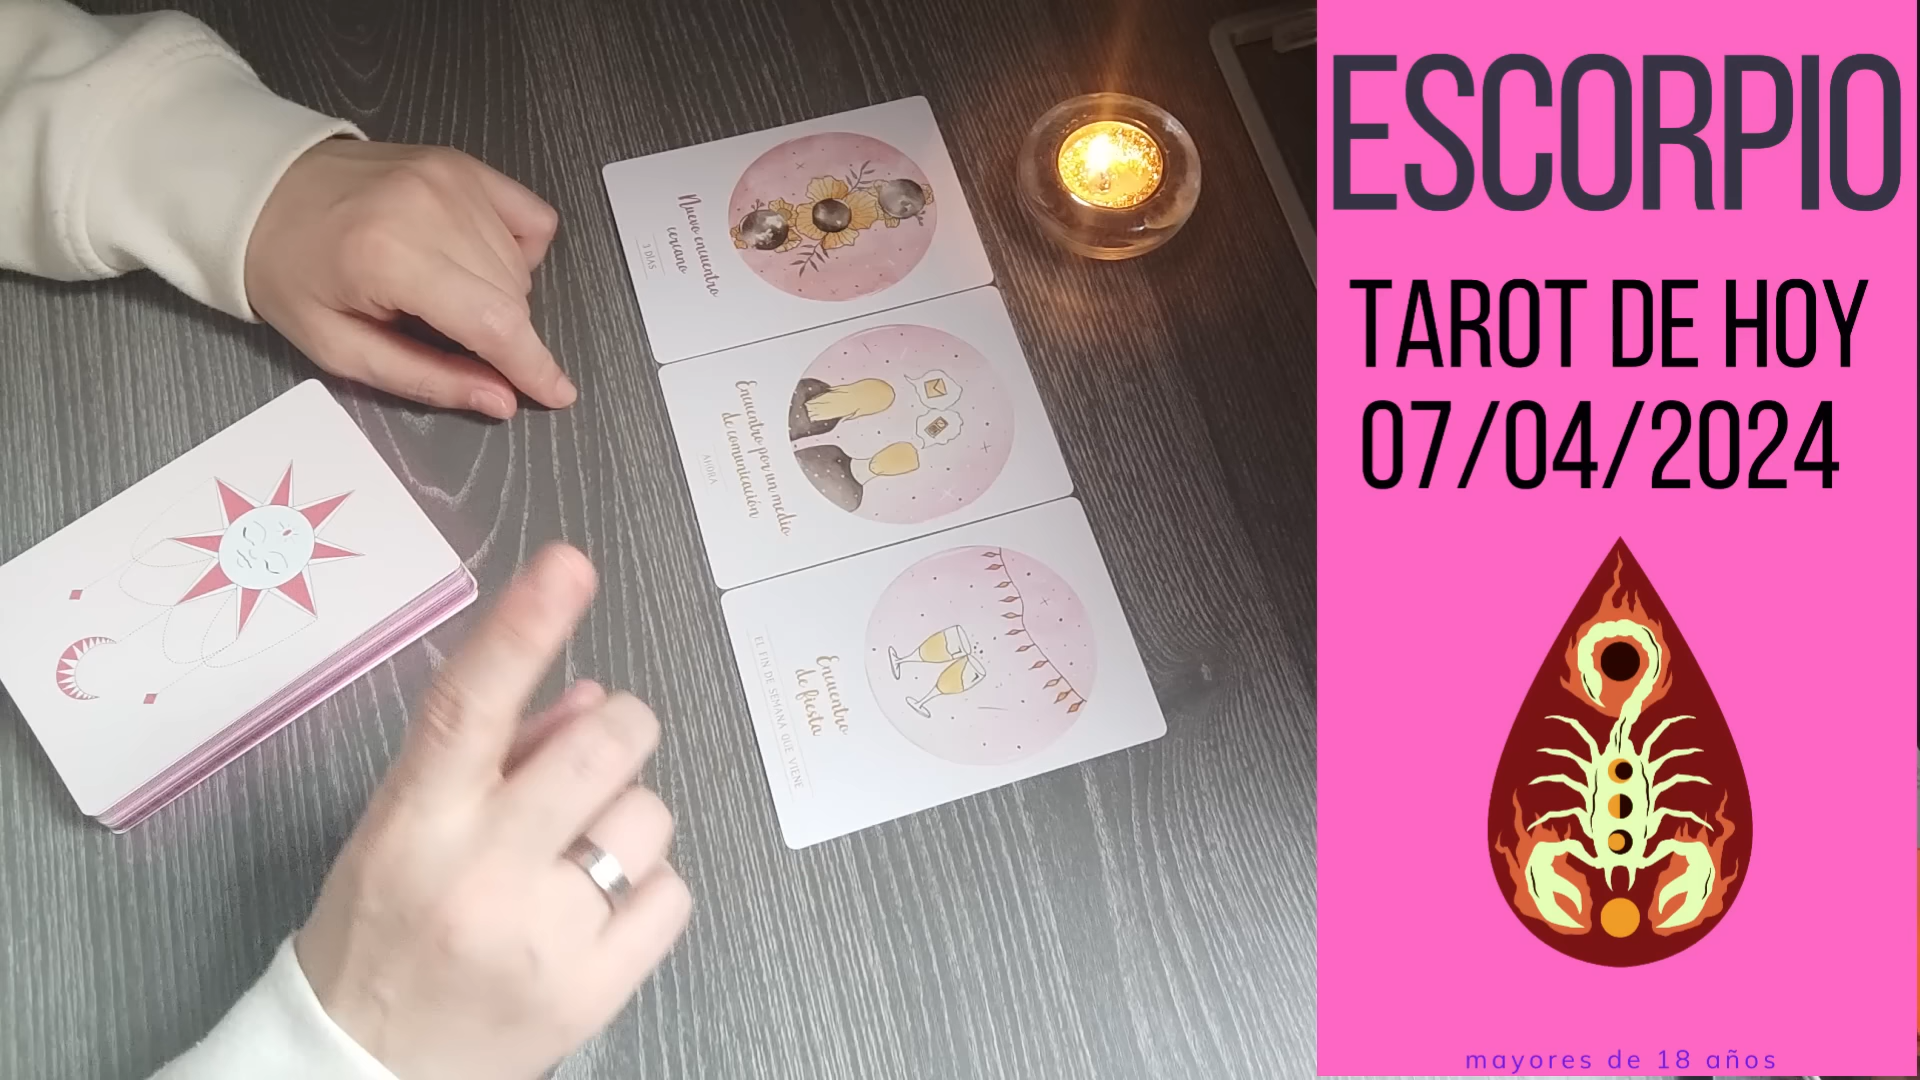 Nuevo encuentro
cercano
3 DÍAS
Encuentro por un medio
de comunicación
AHORA
Encuentro
de fiesta
EL FIN DE SEMANA QUE VIENE
ESCORPIO
TAROT DE HOY
07/04/2024
mayores de 18 años